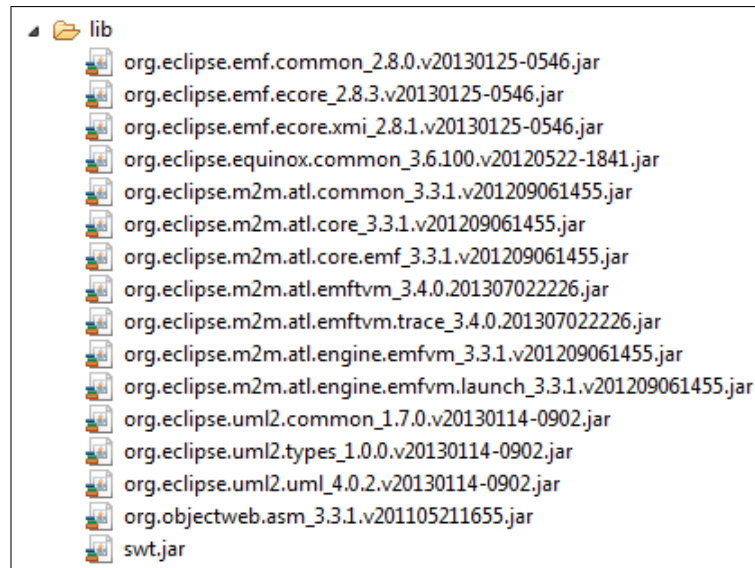 lib
org.eclipse.emf.common_2.8.0.v20130125-0546.jar
org.eclipse.emf.ecore_2.8.3.v20130125-0546.jar
org.eclipse.emf.ecore.xmi_2.8.1.v20130125-0546.jar
org.eclipse.equinox.common_3.6.100.v20120522-1841.jar
org.eclipse.m2m.atl.common_3.3.1.v201209061455.jar
org.eclipse.m2m.atl.core_3.3.1.v201209061455.jar
org.eclipse.m2m.atl.core.emf_3.3.1.v201209061455.jar
org.eclipse.m2m.atl.emftvm_3.4.0.201307022226.jar
org.eclipse.m2m.atl.emftvm.trace_3.4.0.201307022226.jar
org.eclipse.m2m.atl.engine.emfvm_3.3.1.v201209061455.jar
org.eclipse.m2m.atl.engine.emfvm.launch_3.3.1.v201209061455.jar
org.eclipse.uml2.common_1.7.0.v20130114-0902.jar
org.eclipse.uml2.types_1.0.0.v20130114-0902.jar
org.eclipse.uml2.uml_4.0.2.v20130114-0902.jar
org.objectweb.asm_3.3.1.v201105211655.jar
swt.jar